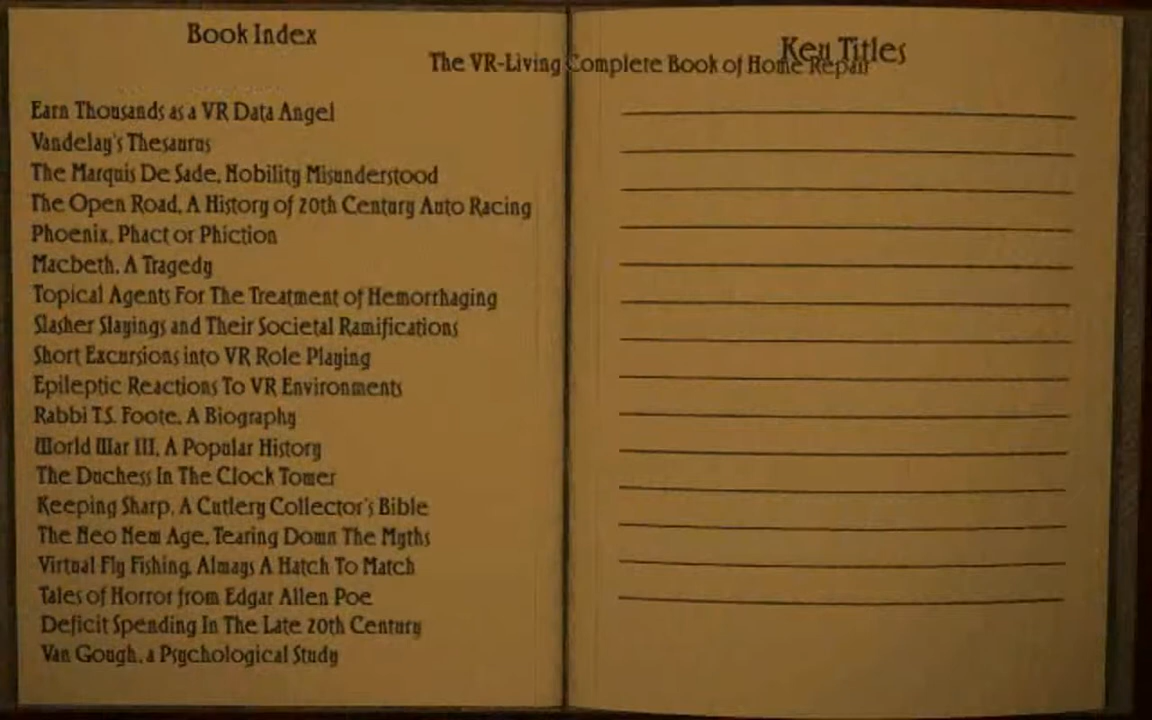 Book Index
Key Titles
The VR-Living Complete Book of Home Repair
Earn Thousands as a VR Data Angel
Vandelay's Thesaurus
The Marquis De Sade, Nobility Misunderstood
The Open Road, A History of 20th Century Auto Racing
Phoenix, Phact or Phiction
Macbeth, A Tragedy
Topical Agents For The Treatment of Hemorrhaging
Slasher Slayings and Their Societal Ramifications
Short Excursions into VR Role Playing
Epileptic Reactions To VR Environments
Rabbi T.S. Foote, A Biography
World War III, A Popular History
The Duchess In The Clock Tower
Keeping Sharp, A Cutlery Collector's Bible
The Neo New Age, Tearing Down The Myths
Virtual Fly Fishing, Always A Hatch To Match
Tales of Horror from Edgar Allen Poe
Deficit Spending In The Late 20th Century
Van Gough, a Psychological Study